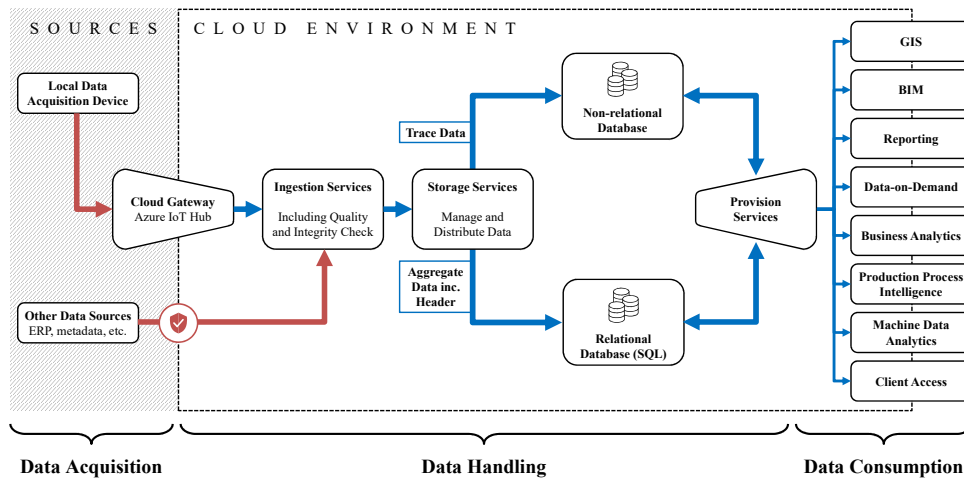 SOURCES
CLOUD ENVIRONMENT
Local Data
Acquisition Device
Cloud Gateway
Azure IoT Hub
Other Data Sources
ERP, metadata, etc.
Ingestion Services
Including Quality
and Integrity Check
Storage Services
Manage and
Distribute Data
Trace Data
Aggregate
Data inc.
Header
Non-relational
Database
Relational
Database (SQL)
Provision
Services
GIS
BIM
Reporting
Data-on-Demand
Business Analytics
Production Process
Intelligence
Machine Data
Analytics
Client Access
Data Acquisition
Data Handling
Data Consumption